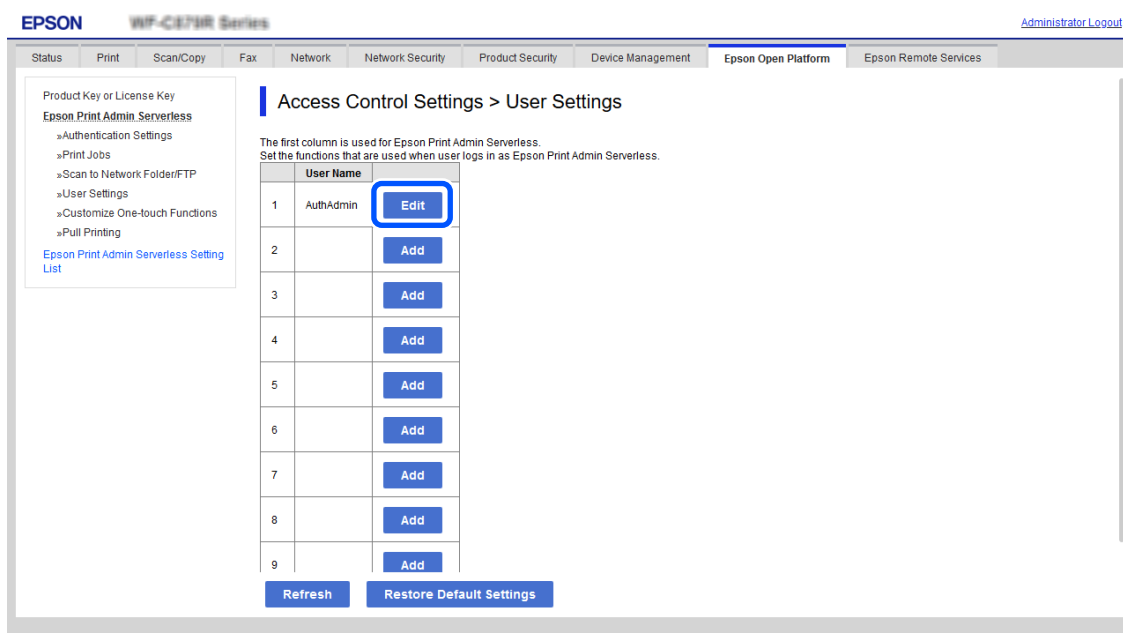 EPSON
Administrator Logout
Status Print Scan/Copy Fax Network Network Security Product Security Device Management Epson Open Platform Epson Remote Services
Product Key or License Key
Epson Print Admin Serverless
»Authentication Settings
»Print Jobs
»Scan to Network Folder/FTP
»User Settings
»Customize One-touch Functions
»Pull Printing
Epson Print Admin Serverless Setting
List
Access Control Settings > User Settings
The first column is used for Epson Print Admin Serverless.
Set the functions that are used when user logs in as Epson Print Admin Serverless.
User Name
1 AuthAdmin Edit
2 Add
3 Add
4 Add
5 Add
6 Add
7 Add
8 Add
9 Add
Refresh Restore Default Settings